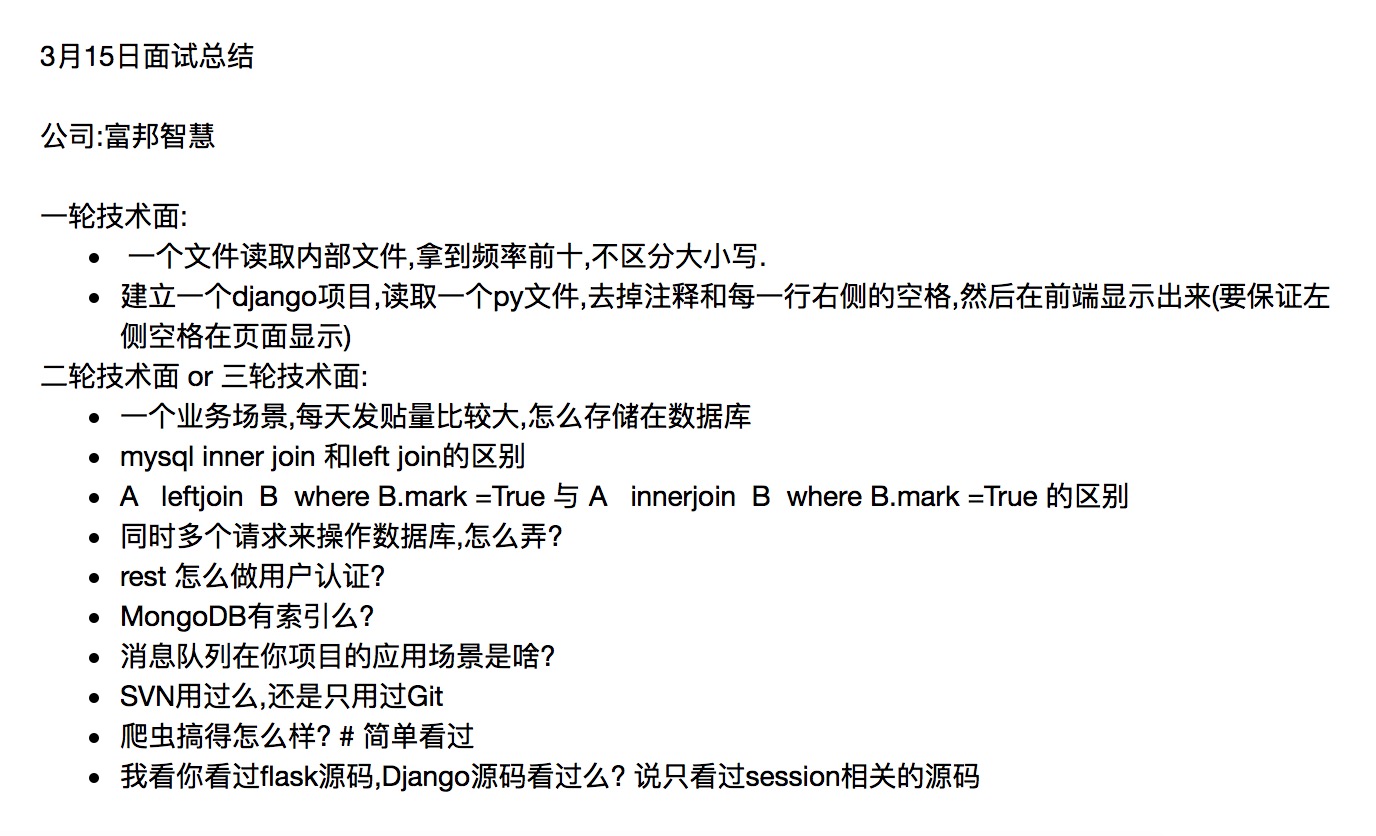 3月15日面试总结
公司:富邦智慧
一轮技术面:
• 一个文件读取内部文件,拿到频率前十,不区分大小写.
• 建立一个django项目,读取一个py文件,去掉注释和每一行右侧的空格,然后在前端显示出来(要保证左
侧空格在页面显示)
二轮技术面 or 三轮技术面:
• 一个业务场景,每天发贴量比较大,怎么存储在数据库
• mysql inner join 和left join的区别
• A leftjoin B where B.mark =True 与 A innerjoin B where B.mark =True 的区别
• 同时多个请求来操作数据库,怎么弄?
• rest 怎么做用户认证?
• MongoDB有索引么?
• 消息队列在你项目的应用场景是啥?
• SVN用过么,还是只用过Git
• 爬虫搞得怎么样? # 简单看过
• 我看你看过flask源码,Django源码看过么? 说只看过session相关的源码